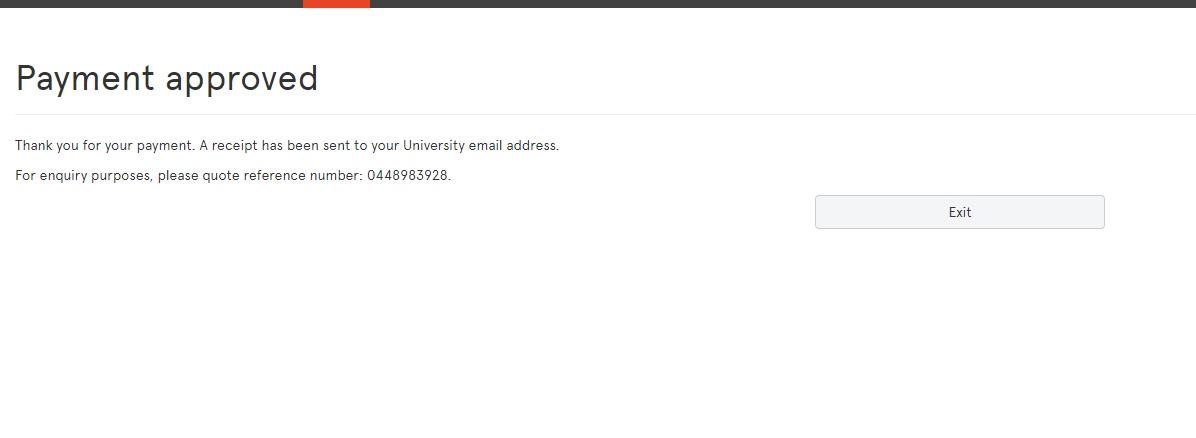 Payment approved
Thank you for your payment. A receipt has been sent to your University email address.
For enquiry purposes, please quote reference number: 0448983928.
Exit